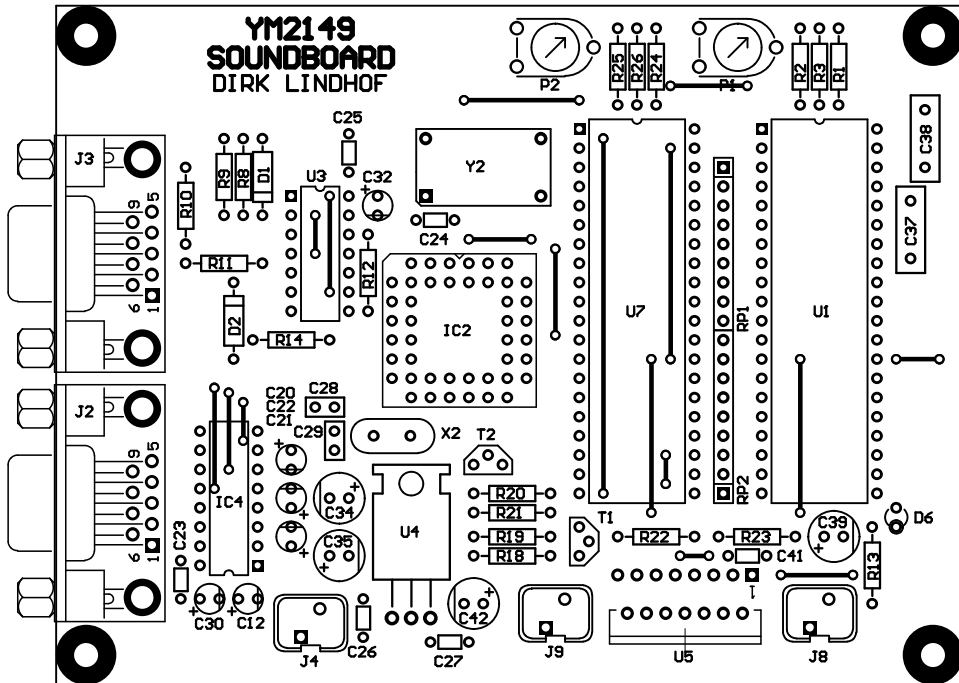 YM2149
SOUNDBOARD
DIRK LINDHOF
P2
P1
R25
R26
R24
R2
R3
R1
C25
C38
J3
R10
R9
R8
D1
U3
C32
Y2
C24
C37
9
5
6
1
R11
R12
D2
R14
IC2
U7
RP1
U1
J2
C20
C22
C21
C28
C29
X2
T2
9
5
6
1
IC4
C34
C35
U4
R20
R21
R19
R18
T1
RP2
R22
R23
C39
D6
C41
R13
C23
C30
C12
J4
C26
C42
C27
J9
1
U5
J8